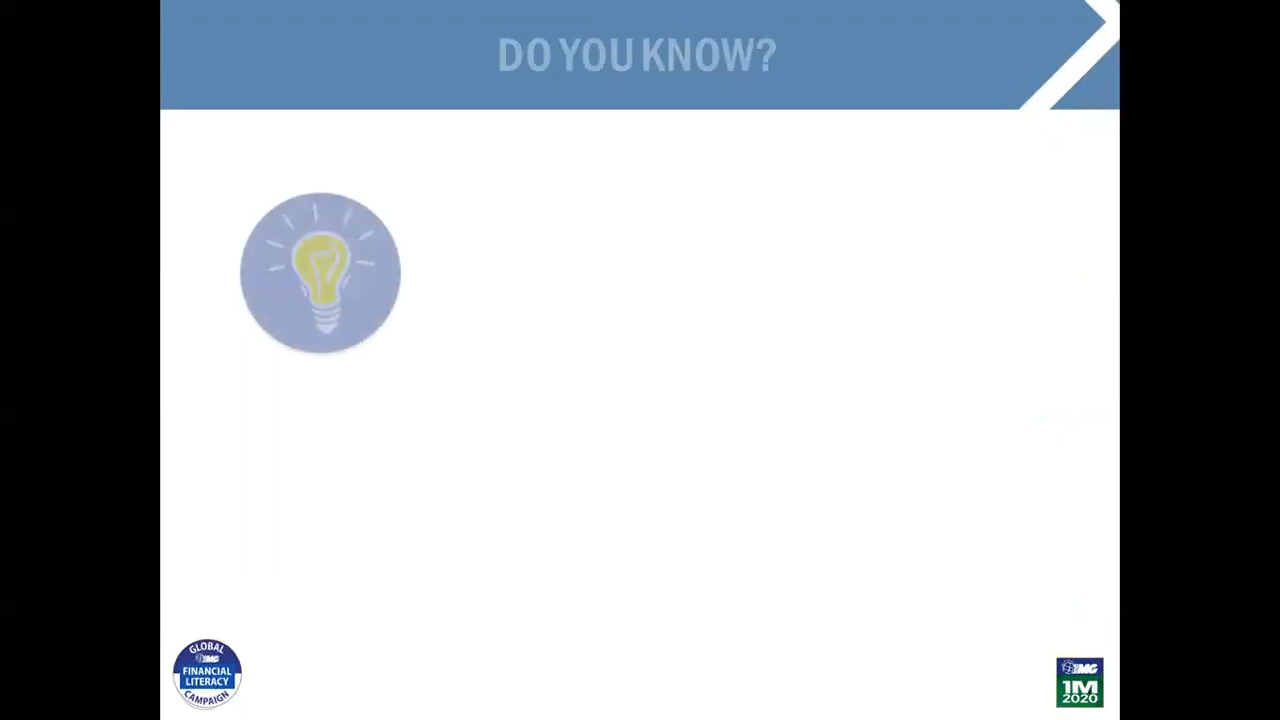 DO YOU KNOW?
GLOBAL
IMG
FINANCIAL
LITERACY
CAMPAIGN
IMG
1M
2020